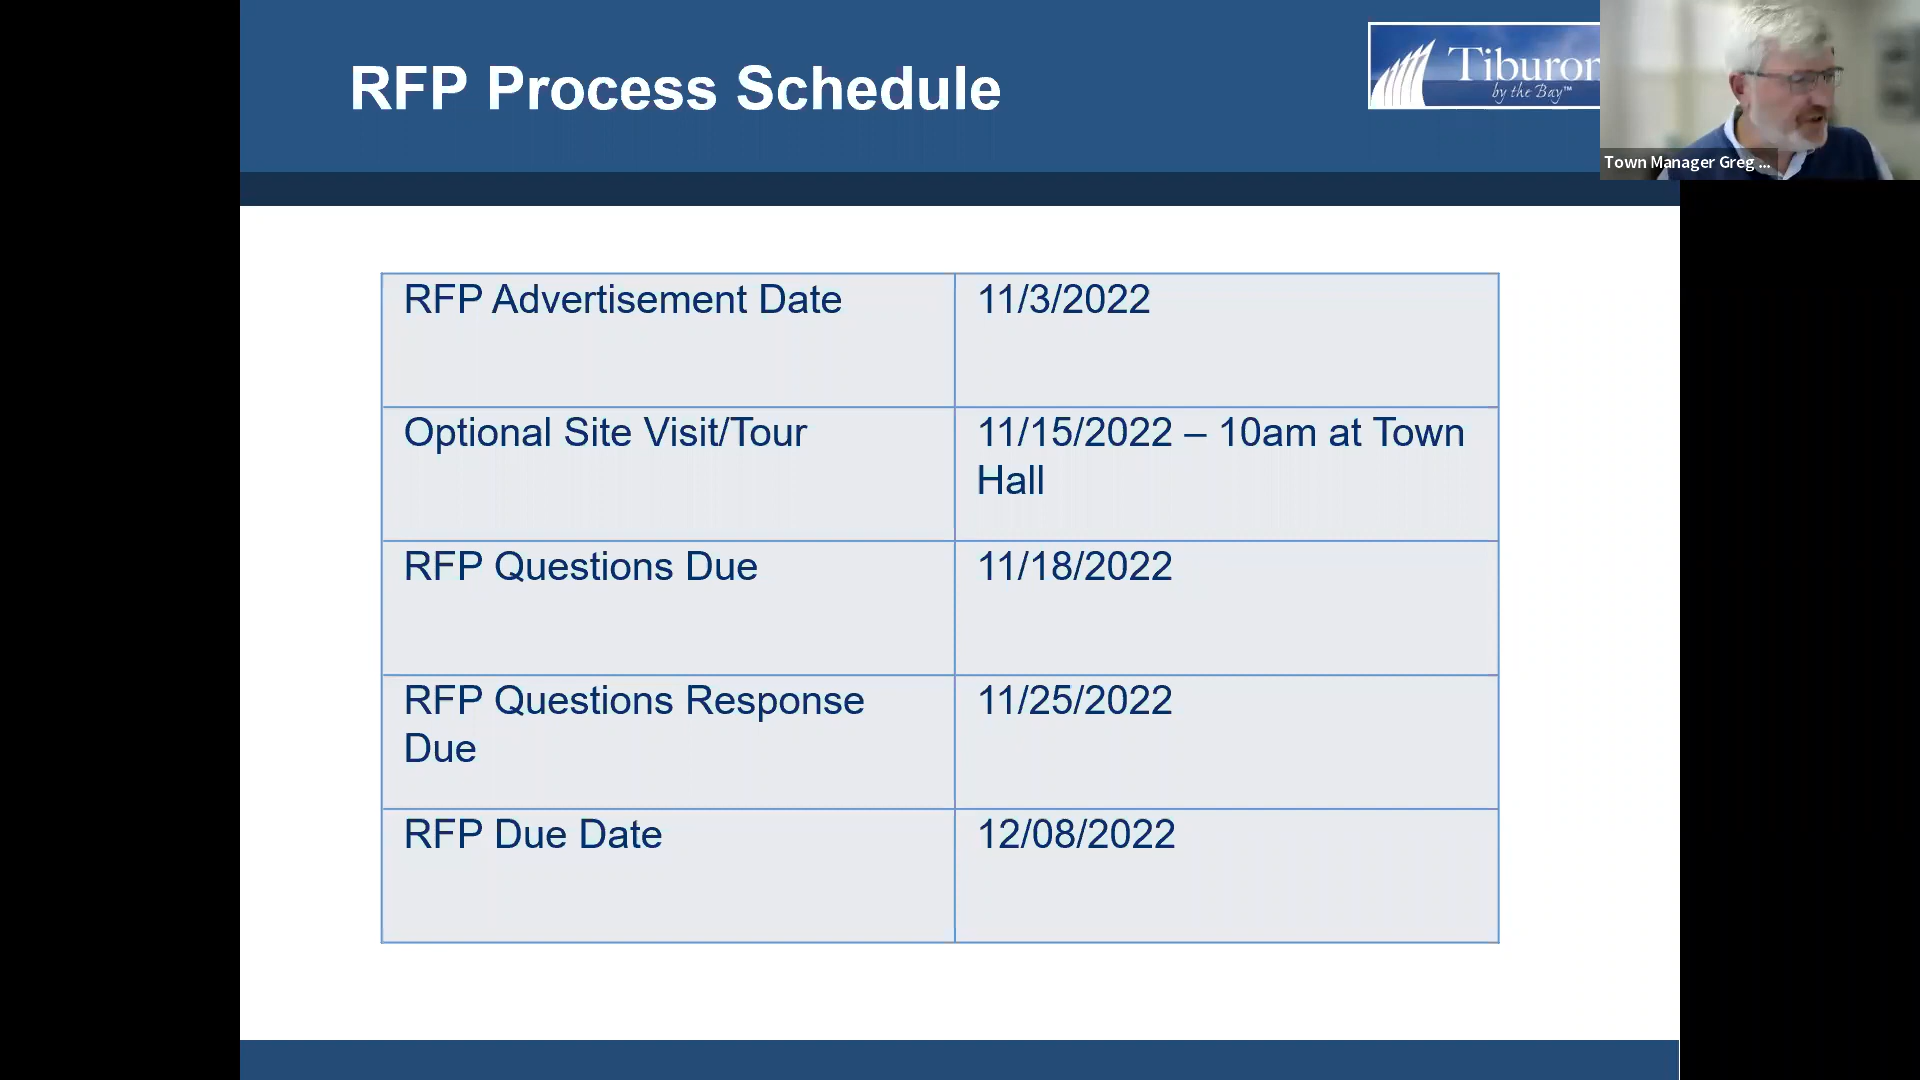 RFP Process Schedule
Tiburon
by the Bay™
Town Manager Greg ...
RFP Advertisement Date
11/3/2022
Optional Site Visit/Tour
11/15/2022 – 10am at Town
Hall
RFP Questions Due
11/18/2022
RFP Questions Response
Due
11/25/2022
RFP Due Date
12/08/2022